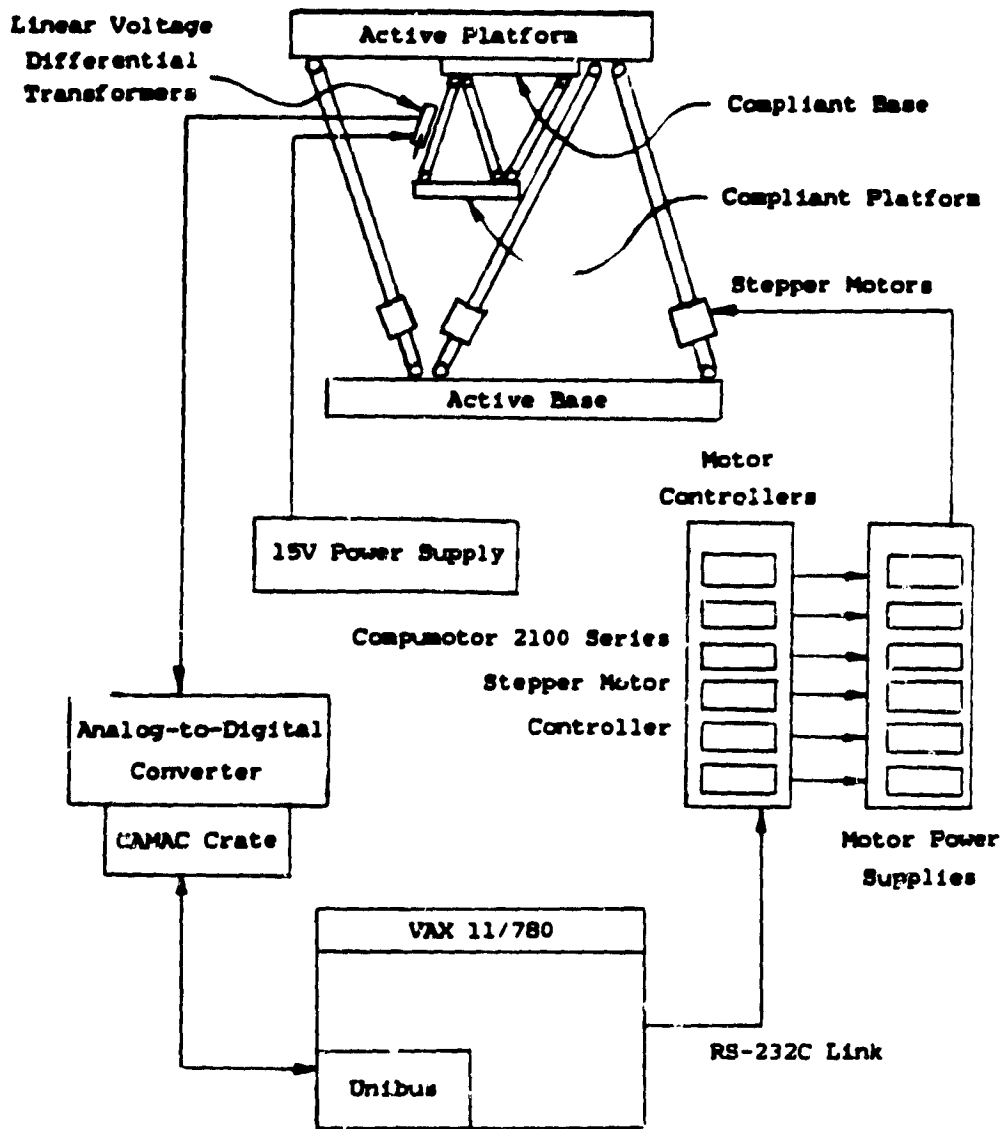 Linear Voltage
Differential
Transformers
Active Platform
Compliant Base
Compliant Platform
Stepper Motors
Active Base
Motor
Controllers
15V Power Supply
Compumotor 2100 Series
Stepper Motor
Controller
Analog-to-Digital
Converter
CAMAC Crate
Motor Power
Supplies
VAX 11/780
RS-232C Link
Unibus